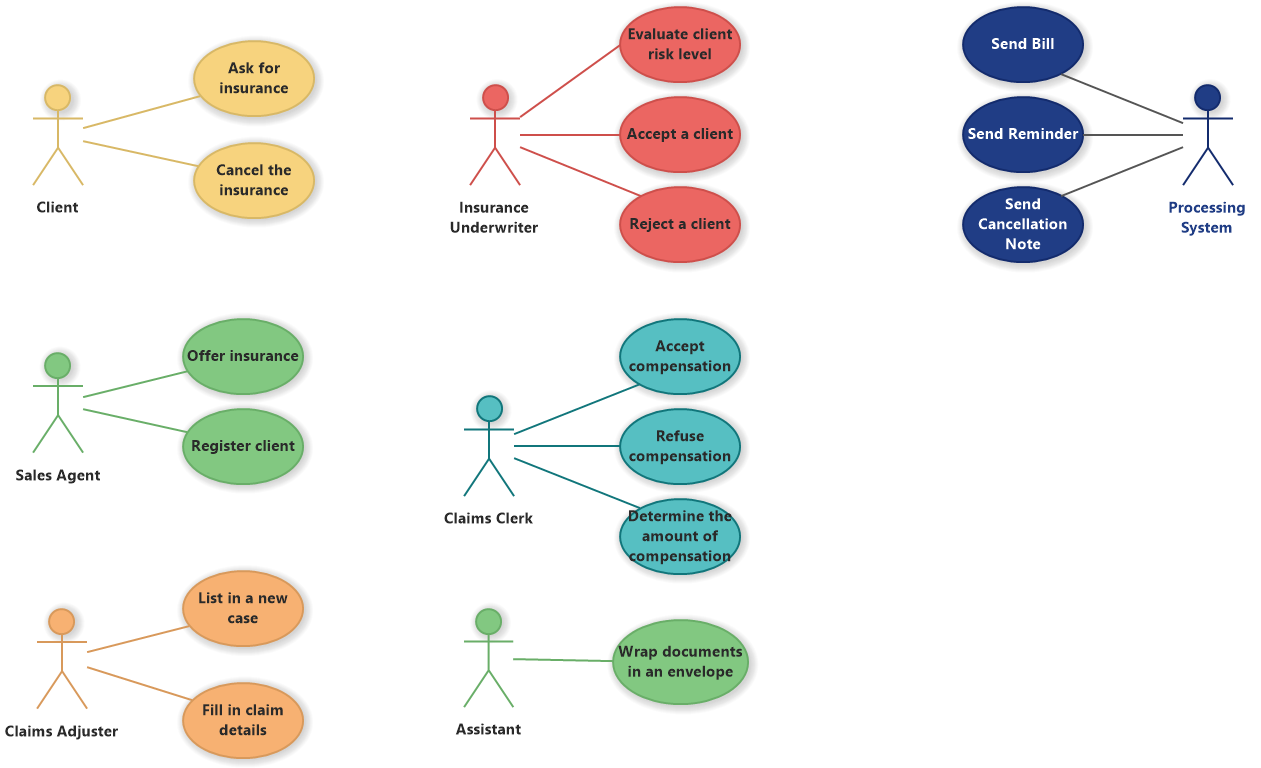 Ask for
insurance
Cancel the
insurance
Client
Evaluate client
risk level
Accept a client
Reject a client
Insurance
Underwriter
Send Bill
Send Reminder
Send
Cancellation
Note
Processing
System
Offer insurance
Register client
Sales Agent
Accept
compensation
Refuse
compensation
Determine the
amount of
compensation
Claims Clerk
List in a new
case
Fill in claim
details
Claims Adjuster
Wrap documents
in an envelope
Assistant